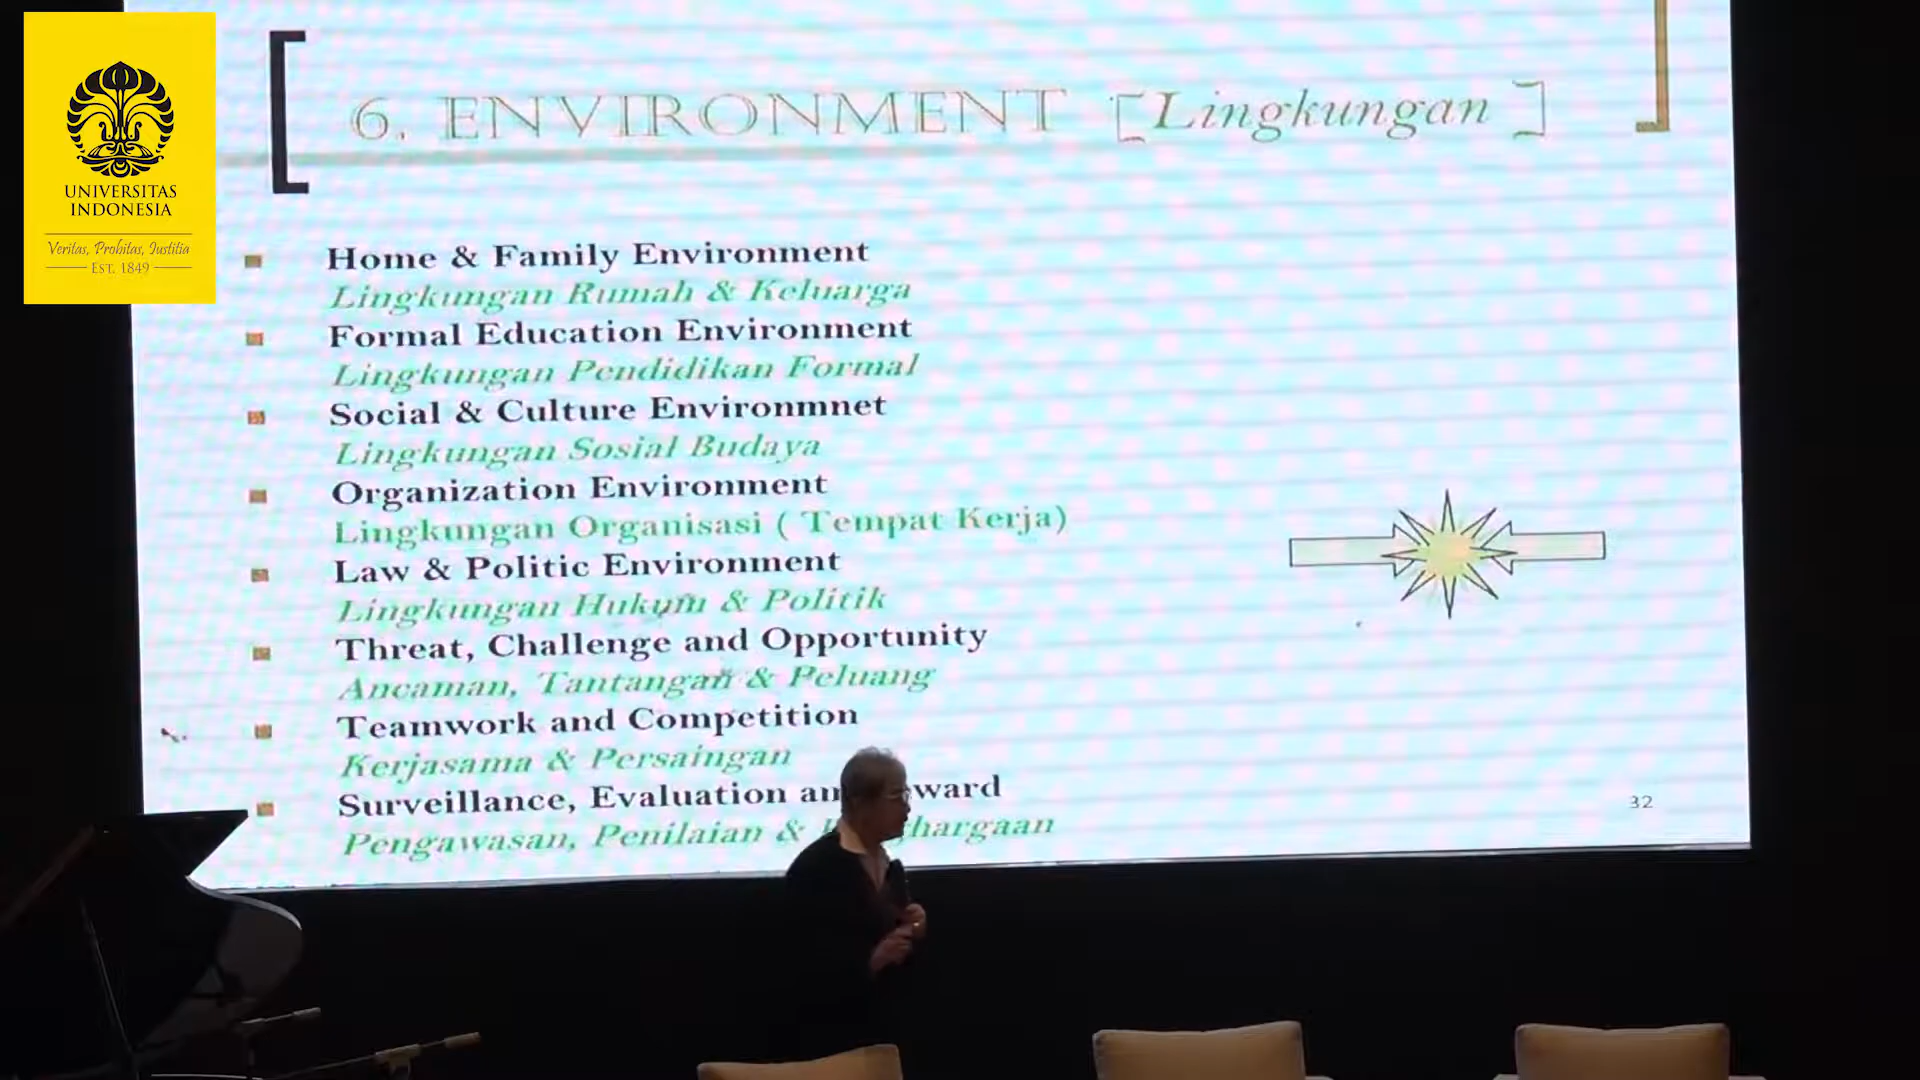 UNIVERSITAS
INDONESIA
Veritas, Probitas, Justitia
EST. 1849
6. ENVIRONMENT [Lingkungan]
Home & Family Environment
Lingkungan Rumah & Keluarga
Formal Education Environment
Lingkungan Pendidikan Formal
Social & Culture Environmnet
Lingkungan Sosial Budaya
Organization Environment
Lingkungan Organisasi ( Tempat Kerja)
Law & Politic Environment
Lingkungan Hukum & Politik
Threat, Challenge and Opportunity
Ancaman, Tantangan & Peluang
Teamwork and Competition
Kerjasama & Persaingan
Surveillance, Evaluation
Pengawasan, Penilaian &
32